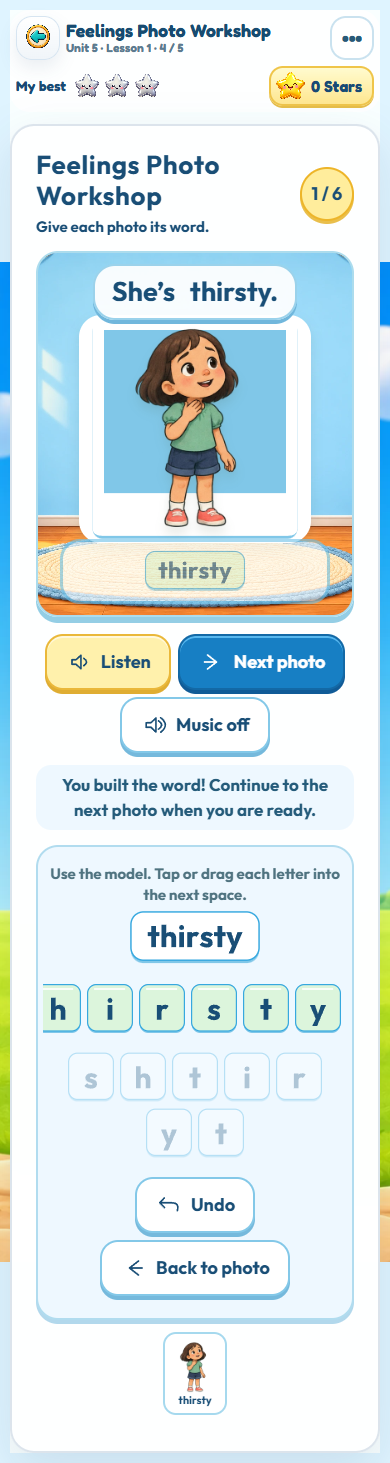 Feelings Photo Workshop
Unit 5 · Lesson 1 · 4 / 5
My best
0 Stars
Feelings Photo
Workshop
Give each photo its word.
1 / 6
She's thirsty.
thirsty
Listen
Next photo
Music off
You built the word! Continue to the
next photo when you are ready.
Use the model. Tap or drag each letter into
the next space.
thirsty
h i r s t y
s h t i r
y t
Undo
Back to photo
thirsty